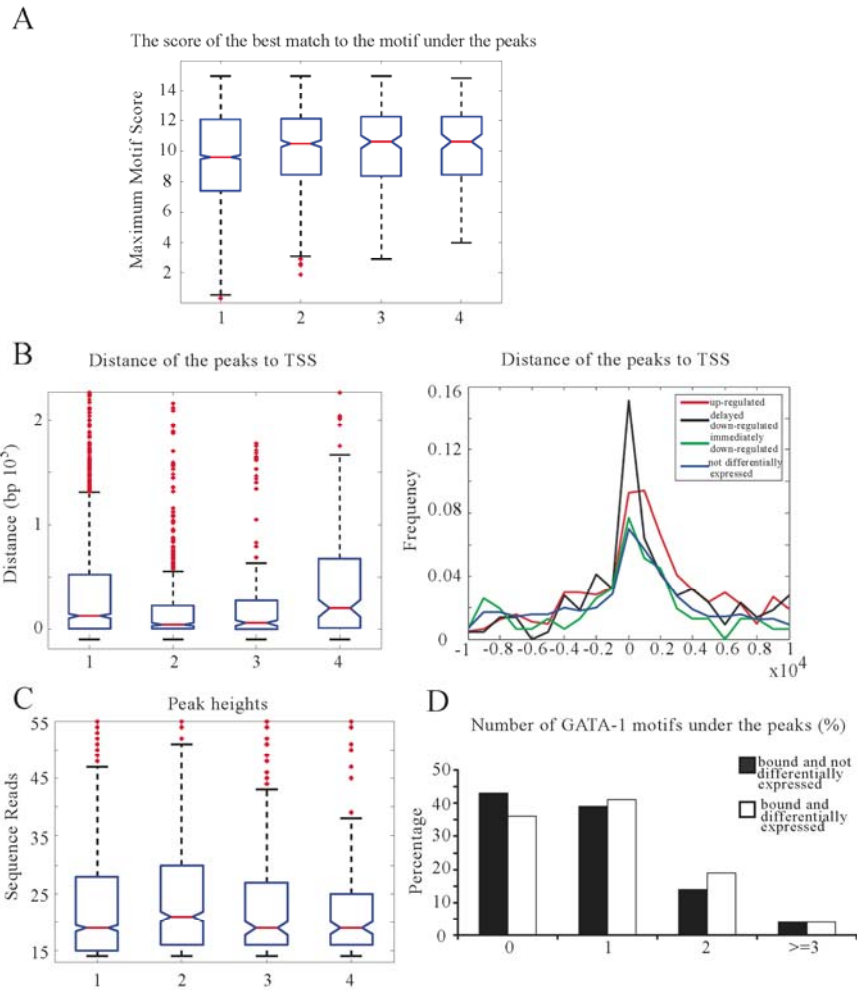 A
The score of the best match to the motif under the peaks
Maximum Motif Score
14
12
10
8
6
4
2
1 2 3 4
B
Distance of the peaks to TSS
Distance (bp 10⁵)
2
1
0
1 2 3 4
Distance of the peaks to TSS
Frequency
0.16
0.12
0.08
0.04
0
up-regulated
delayed
down-regulated
immediately
down-regulated
not differentially
expressed
-1 -0.8 -0.6 -0.4 -0.2 0 0.2 0.4 0.6 0.8 1
x10⁴
C
Peak heights
Sequence Reads
55
45
35
25
15
1 2 3 4
D
Number of GATA-1 motifs under the peaks (%)
Percentage
50
40
30
20
10
0
bound and not
differentially
expressed
bound and
differentially
expressed
0 1 2 >=3